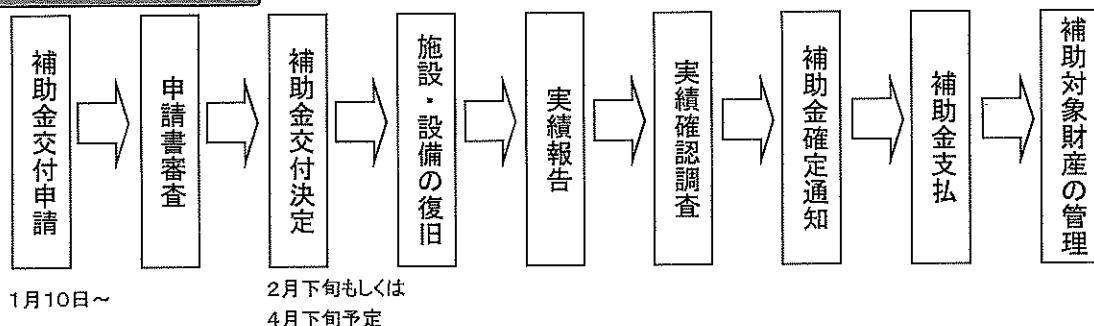 補助金交付申請
申請書審査
補助金交付決定
施設・設備の復旧
実績報告
実績確認調査
補助金確定通知
補助金支払
補助対象財産の管理
1月10日～
2月下旬もしくは
4月下旬予定